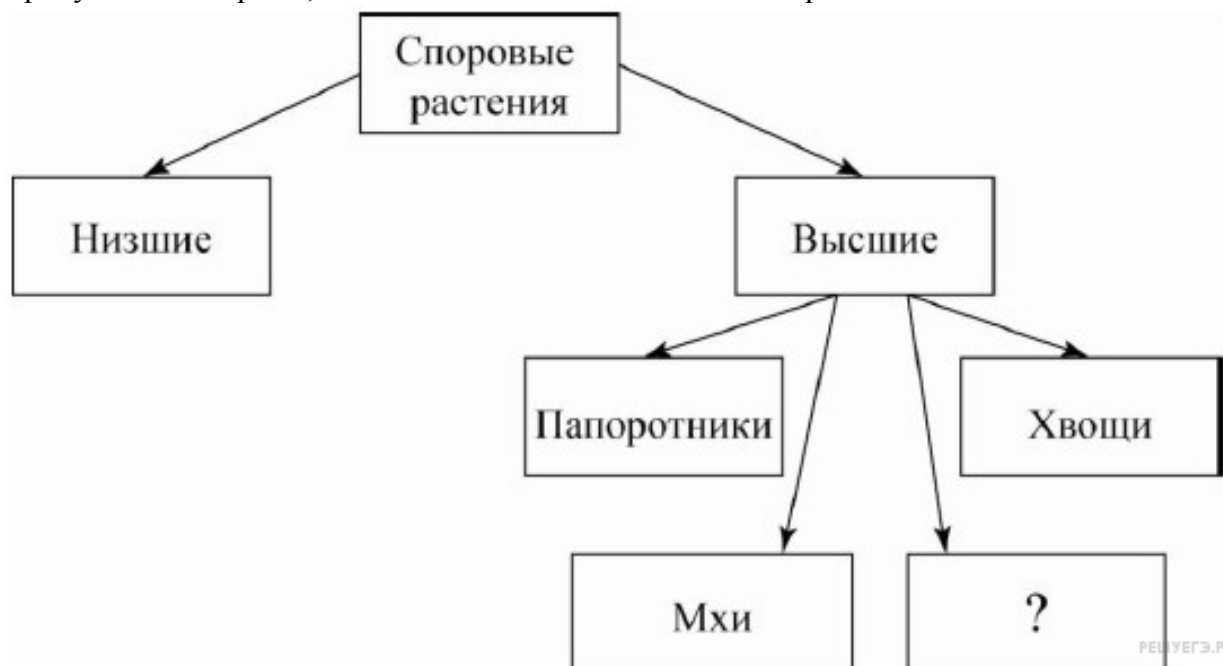 Споровые
растения
Низшие
Высшие
Папоротники
Хвощи
Мхи
?